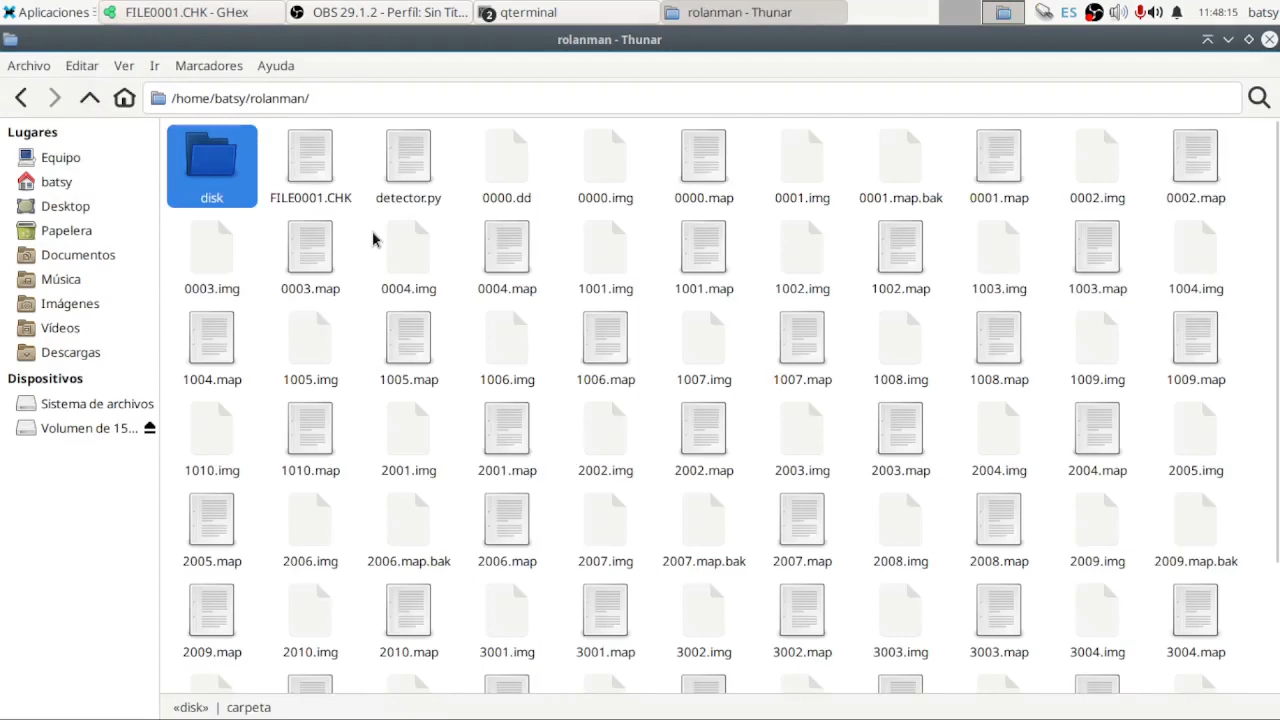 Aplicaciones
FILE0001.CHK - GHex
OBS 29.1.2 - Perfil: Sin Tít...
2 qterminal
rolanman - Thunar
ES
11:48:15
batsy
rolanman - Thunar
Archivo Editar Ver Ir Marcadores Ayuda
/home/batsy/rolanman/
Lugares
Equipo
batsy
Desktop
Papelera
Documentos
Música
Imágenes
Vídeos
Descargas
Dispositivos
Sistema de archivos
Volumen de 15...
disk FILE0001.CHK detector.py 0000.dd 0000.img 0000.map 0001.img 0001.map.bak 0001.map 0002.img 0002.map
0003.img 0003.map 0004.img 0004.map 1001.img 1001.map 1002.img 1002.map 1003.img 1003.map 1004.img
1004.map 1005.img 1005.map 1006.img 1006.map 1007.img 1007.map 1008.img 1008.map 1009.img 1009.map
1010.img 1010.map 2001.img 2001.map 2002.img 2002.map 2003.img 2003.map 2004.img 2004.map 2005.img
2005.map 2006.img 2006.map.bak 2006.map 2007.img 2007.map.bak 2007.map 2008.img 2008.map 2009.img 2009.map.bak
2009.map 2010.img 2010.map 3001.img 3001.map 3002.img 3002.map 3003.img 3003.map 3004.img 3004.map
«disk» | carpeta